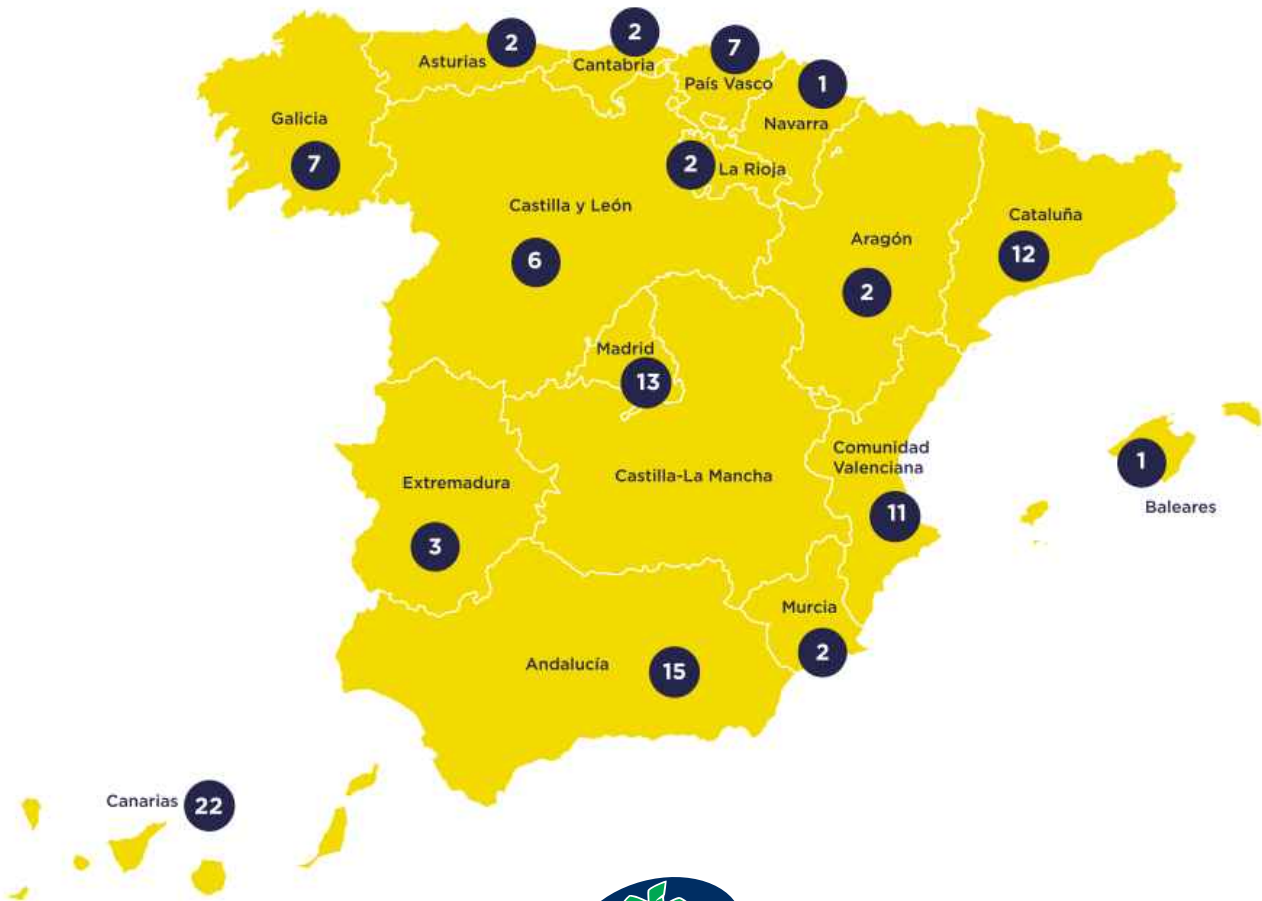 2
2
7
Asturias
Cantabria
País Vasco
1
Galicia
Navarra
7
2
La Rioja
Castilla y León
Cataluña
Aragón
6
12
2
Madrid
13
Comunidad
Valenciana
1
Extremadura
Castilla-La Mancha
Baleares
11
3
Murcia
2
Andalucía
15
Canarias
22